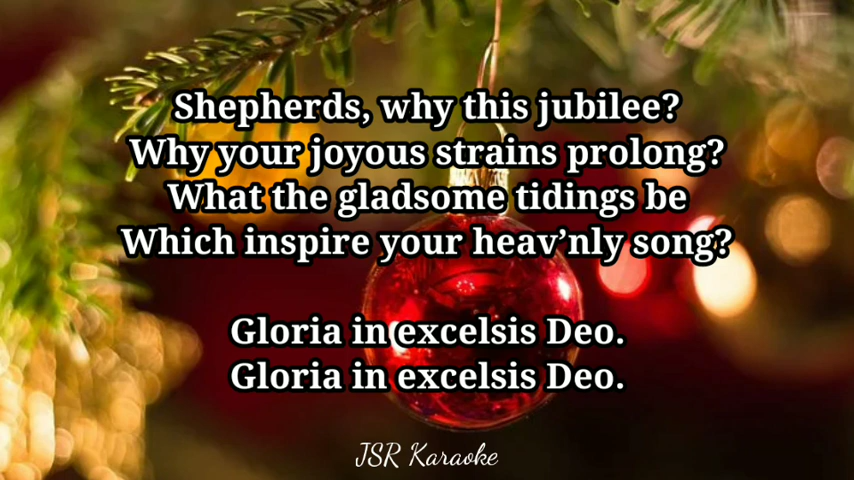 Shepherds, why this jubilee?
Why your joyous strains prolong?
What the gladsome tidings be
Which inspire your heav’nly song?
Gloria in excelsis Deo.
Gloria in excelsis Deo.
JSR Karaoke